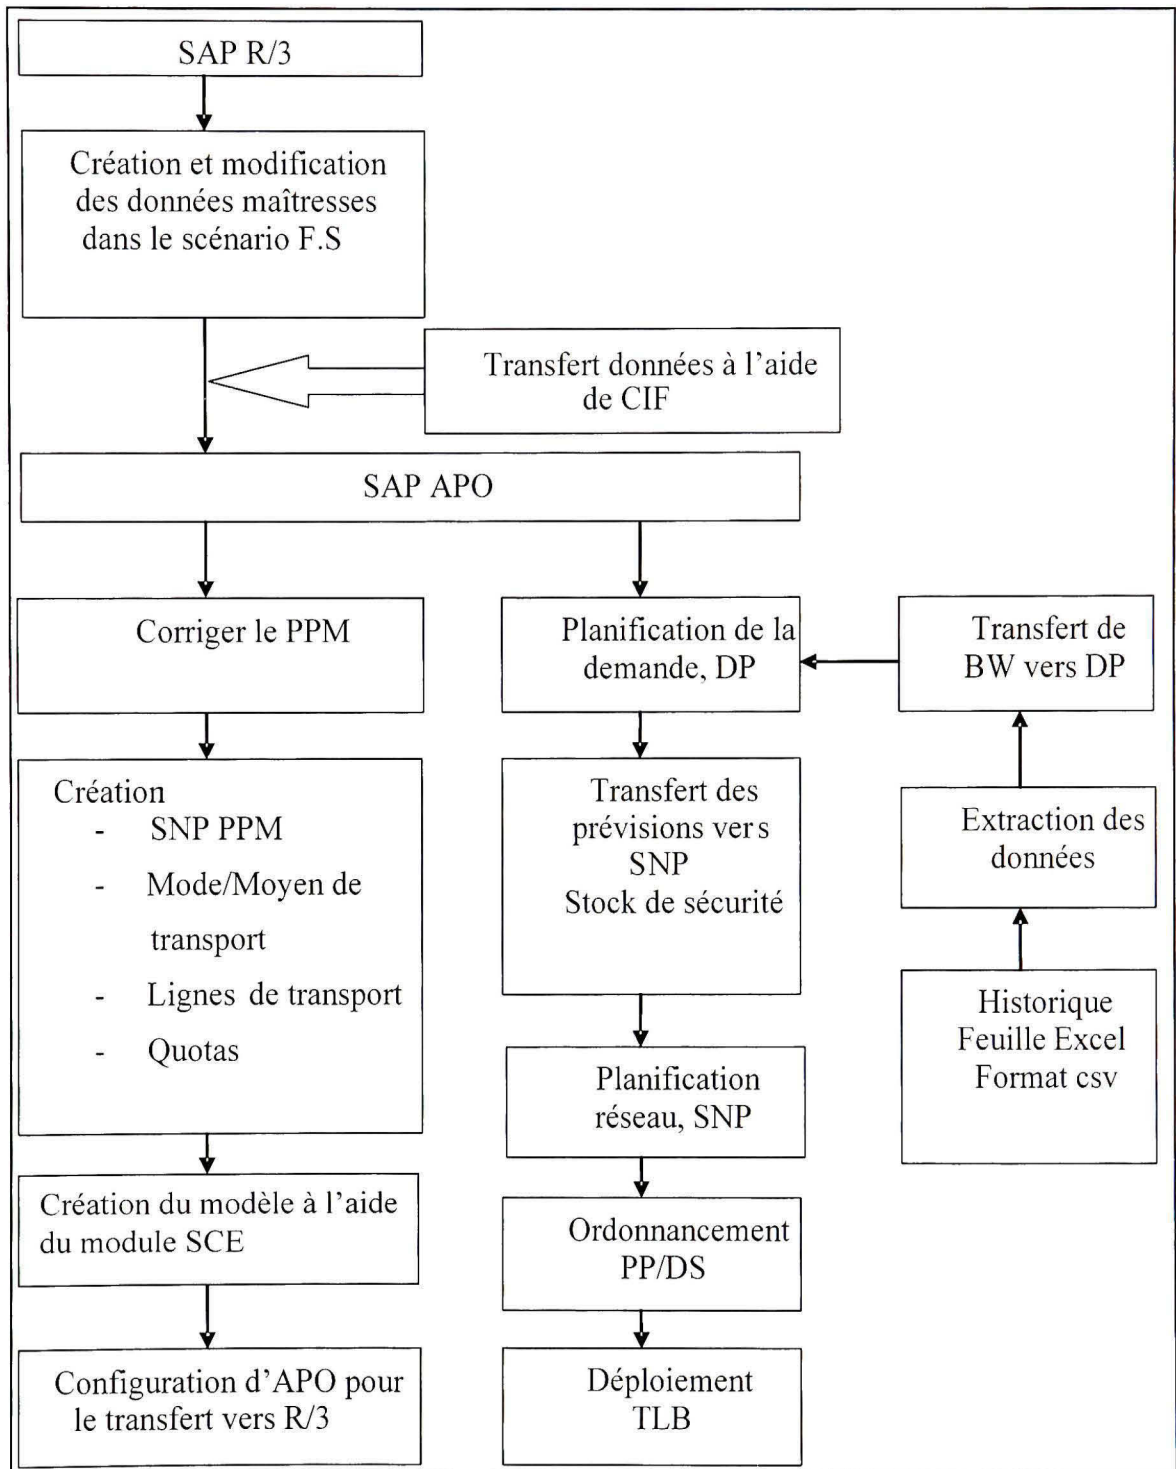 SAP R/3
Création et modification
des données maîtresses
dans le scénario F.S
Transfert données à l'aide
de CIF
SAP APO
Corriger le PPM
Planification de la
demande, DP
Transfert de
BW vers DP
Création
- SNP PPM
- Mode/Moyen de
transport
- Lignes de transport
- Quotas
Transfert des
prévisions vers
SNP
Stock de sécurité
Extraction des
données
Historique
Feuille Excel
Format csv
Planification
réseau, SNP
Création du modèle à l'aide
du module SCE
Ordonnancement
PP/DS
Configuration d'APO pour
le transfert vers R/3
Déploiement
TLB